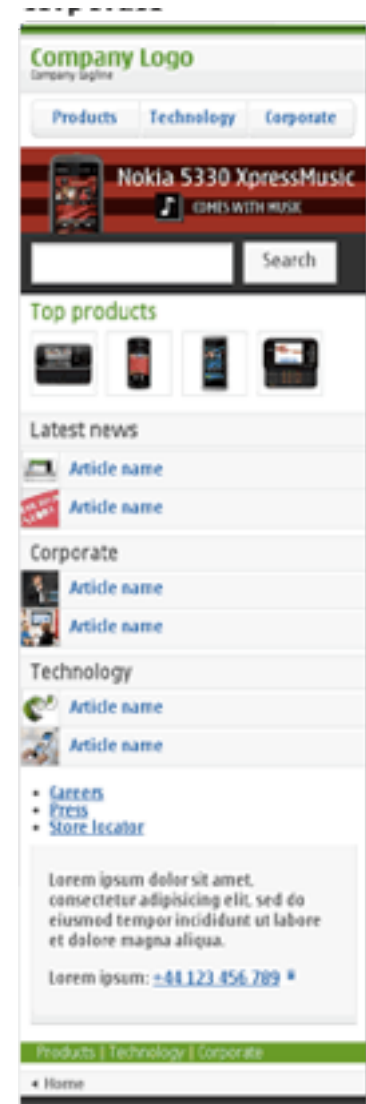 Company Logo
Company tagline
Products Technology Corporate
Nokia 5330 XpressMusic
COMES WITH MUSIC
Search
Top products
Latest news
Article name
Article name
Corporate
Article name
Article name
Technology
Article name
Article name
• Careers
• Press
• Store locator
Lorem ipsum dolor sit amet,
consectetur adipisicing elit, sed do
eiusmod tempor incididunt ut labore
et dolore magna aliqua.
Lorem ipsum: +44 123 456 789
Products | Technology | Corporate
Home